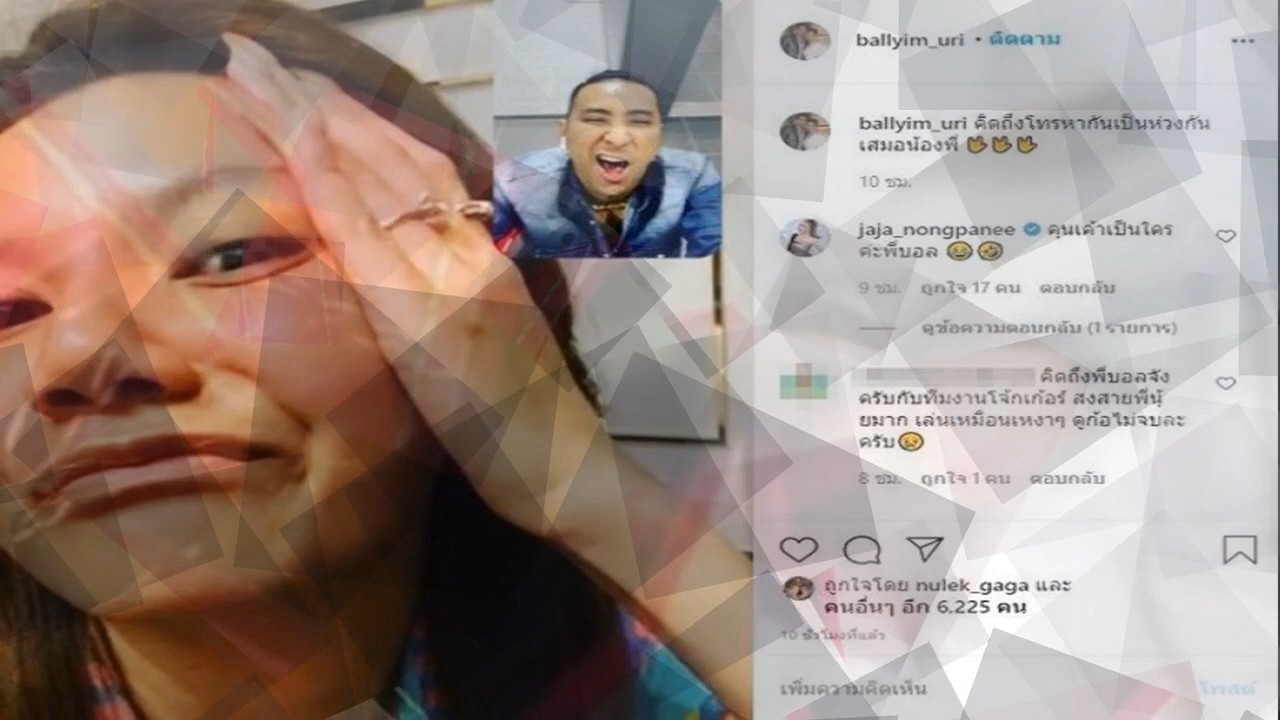 ballyim_uri • ติดตาม
ballyim_uri คิดถึงโทรหากันเป็นห่วงกัน
เสมอน้องพี่
10 ชม.
jaja_nongpanee คุนเค้าเป็นใคร
ค่ะพี่บอล
9 ชม. ถูกใจ 17 คน ตอบกลับ
ดูข้อความตอบกลับ (1 รายการ)
คิดถึงพี่บอลจัง
ครับกับทีมงานโจ้กเก้อร์ สงสายพี่นุ้
ยมาก เล่นเหมือนเหงาๆ ดูก้อไม่จบละ
ครับ
8 ชม. ถูกใจ 1 คน ตอบกลับ
ถูกใจโดย nulek_gaga และ
คนอื่นๆ อีก 6,225 คน
10 ชั่วโมงที่แล้ว
เพิ่มความคิดเห็น
โพสต์